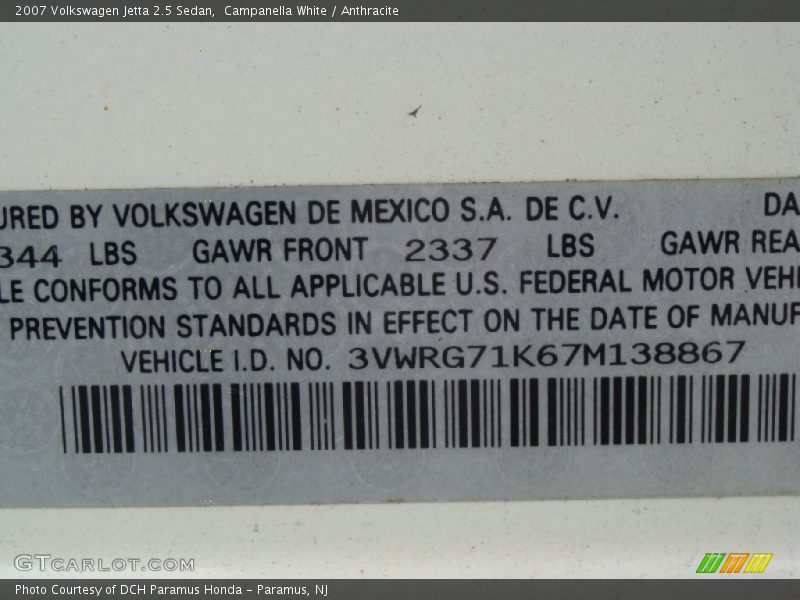 2007 Volkswagen Jetta 2.5 Sedan, Campanella White / Anthracite
URED BY VOLKSWAGEN DE MEXICO S.A. DE C.V. DA
344 LBS GAWR FRONT 2337 LBS GAWR REA
LE CONFORMS TO ALL APPLICABLE U.S. FEDERAL MOTOR VEHI
PREVENTION STANDARDS IN EFFECT ON THE DATE OF MANUF
VEHICLE I.D. NO. 3VWRG71K67M138867
GTCARLOT.COM
Photo Courtesy of DCH Paramus Honda - Paramus, NJ